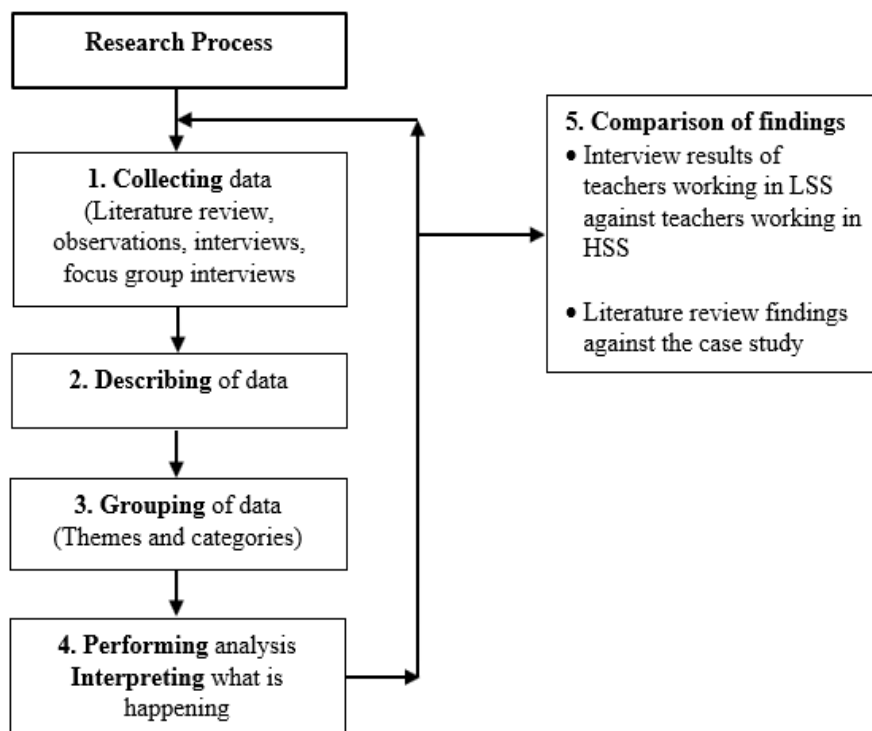 Research Process
1. Collecting data
(Literature review,
observations, interviews,
focus group interviews
2. Describing of data
3. Grouping of data
(Themes and categories)
4. Performing analysis
Interpreting what is
happening
5. Comparison of findings
• Interview results of
teachers working in LSS
against teachers working in
HSS
• Literature review findings
against the case study